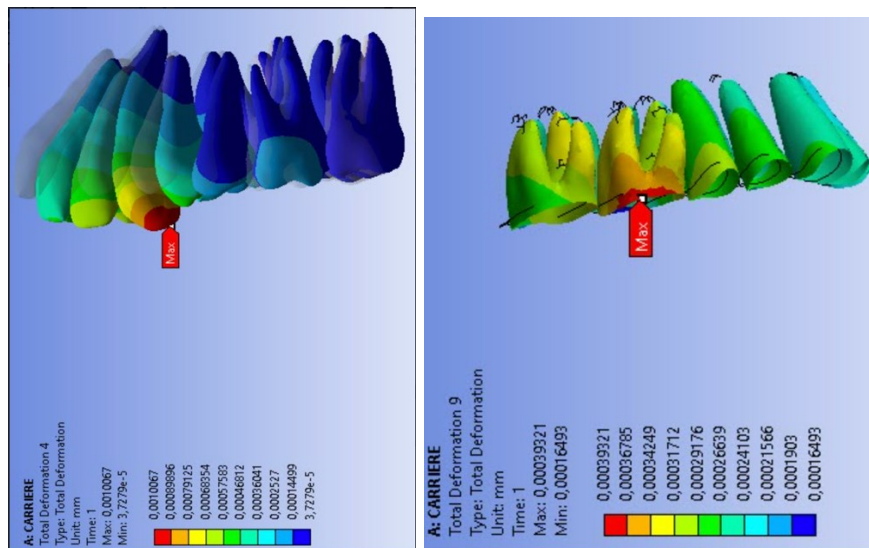 A: CARRIERE
Total Deformation 4
Type: Total Deformation
Unit: mm
Time: 1
Max: 0,0010067
Min: 3,7279e-5
0,0010067
0,00089896
0,00079125
0,00068354
0,00057583
0,00046812
0,00036041
0,0002527
0,00014499
3,7279e-5
Max
A: CARRIERE
Total Deformation 9
Type: Total Deformation
Unit: mm
Time: 1
Max: 0,00039321
Min: 0,00016493
0,00039321
0,00036785
0,00034249
0,00031712
0,00029176
0,00026639
0,00024103
0,00021566
0,0001903
0,00016493
Max